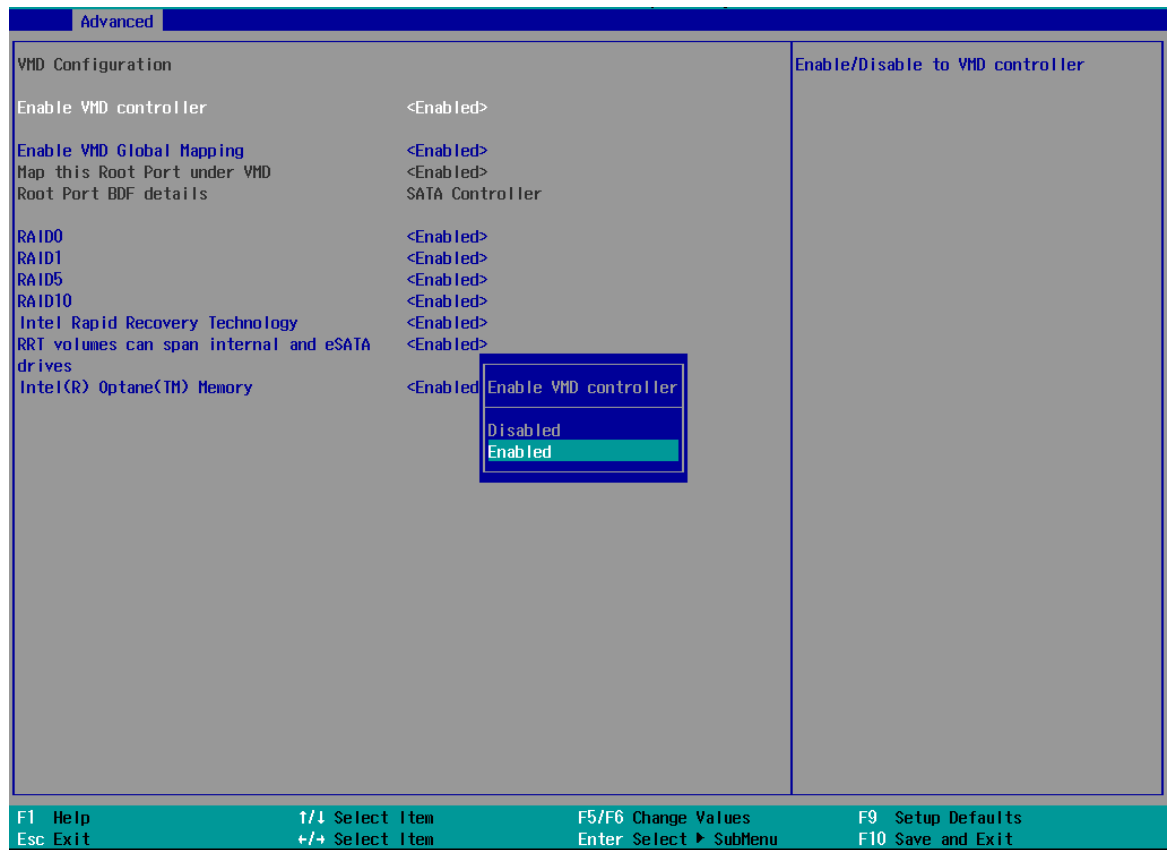 Advanced
VMD Configuration
Enable/Disable to VMD controller
Enable VMD controller <Enabled>
Enable VMD Global Mapping <Enabled>
Map this Root Port under VMD <Enabled>
Root Port BDF details SATA Controller
RAID0 <Enabled>
RAID1 <Enabled>
RAID5 <Enabled>
RAID10 <Enabled>
Intel Rapid Recovery Technology <Enabled>
RRT volumes can span internal and eSATA <Enabled>
drives
Intel(R) Optane(TM) Memory <Enabled
Enable VMD controller
Disabled
Enabled
F1 Help ↑/↓ Select Item F5/F6 Change Values F9 Setup Defaults
Esc Exit ←/→ Select Item Enter Select ▶ SubMenu F10 Save and Exit